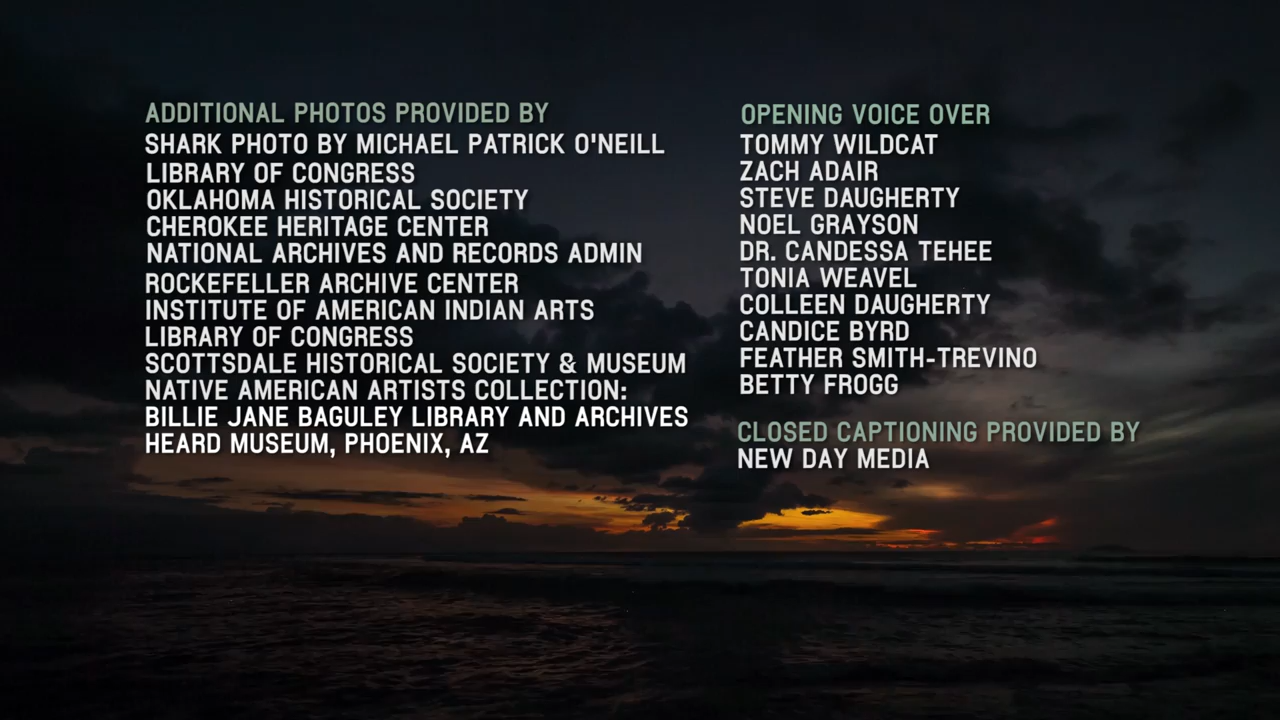 ADDITIONAL PHOTOS PROVIDED BY
SHARK PHOTO BY MICHAEL PATRICK O'NEILL
LIBRARY OF CONGRESS
OKLAHOMA HISTORICAL SOCIETY
CHEROKEE HERITAGE CENTER
NATIONAL ARCHIVES AND RECORDS ADMIN
ROCKEFELLER ARCHIVE CENTER
INSTITUTE OF AMERICAN INDIAN ARTS
LIBRARY OF CONGRESS
SCOTTSDALE HISTORICAL SOCIETY & MUSEUM
NATIVE AMERICAN ARTISTS COLLECTION:
BILLIE JANE BAGULEY LIBRARY AND ARCHIVES
HEARD MUSEUM, PHOENIX, AZ
OPENING VOICE OVER
TOMMY WILDCAT
ZACH ADAIR
STEVE DAUGHERTY
NOEL GRAYSON
DR. CANDESSA TEHEE
TONIA WEAVEL
COLLEEN DAUGHERTY
CANDICE BYRD
FEATHER SMITH-TREVINO
BETTY FROGG
CLOSED CAPTIONING PROVIDED BY
NEW DAY MEDIA